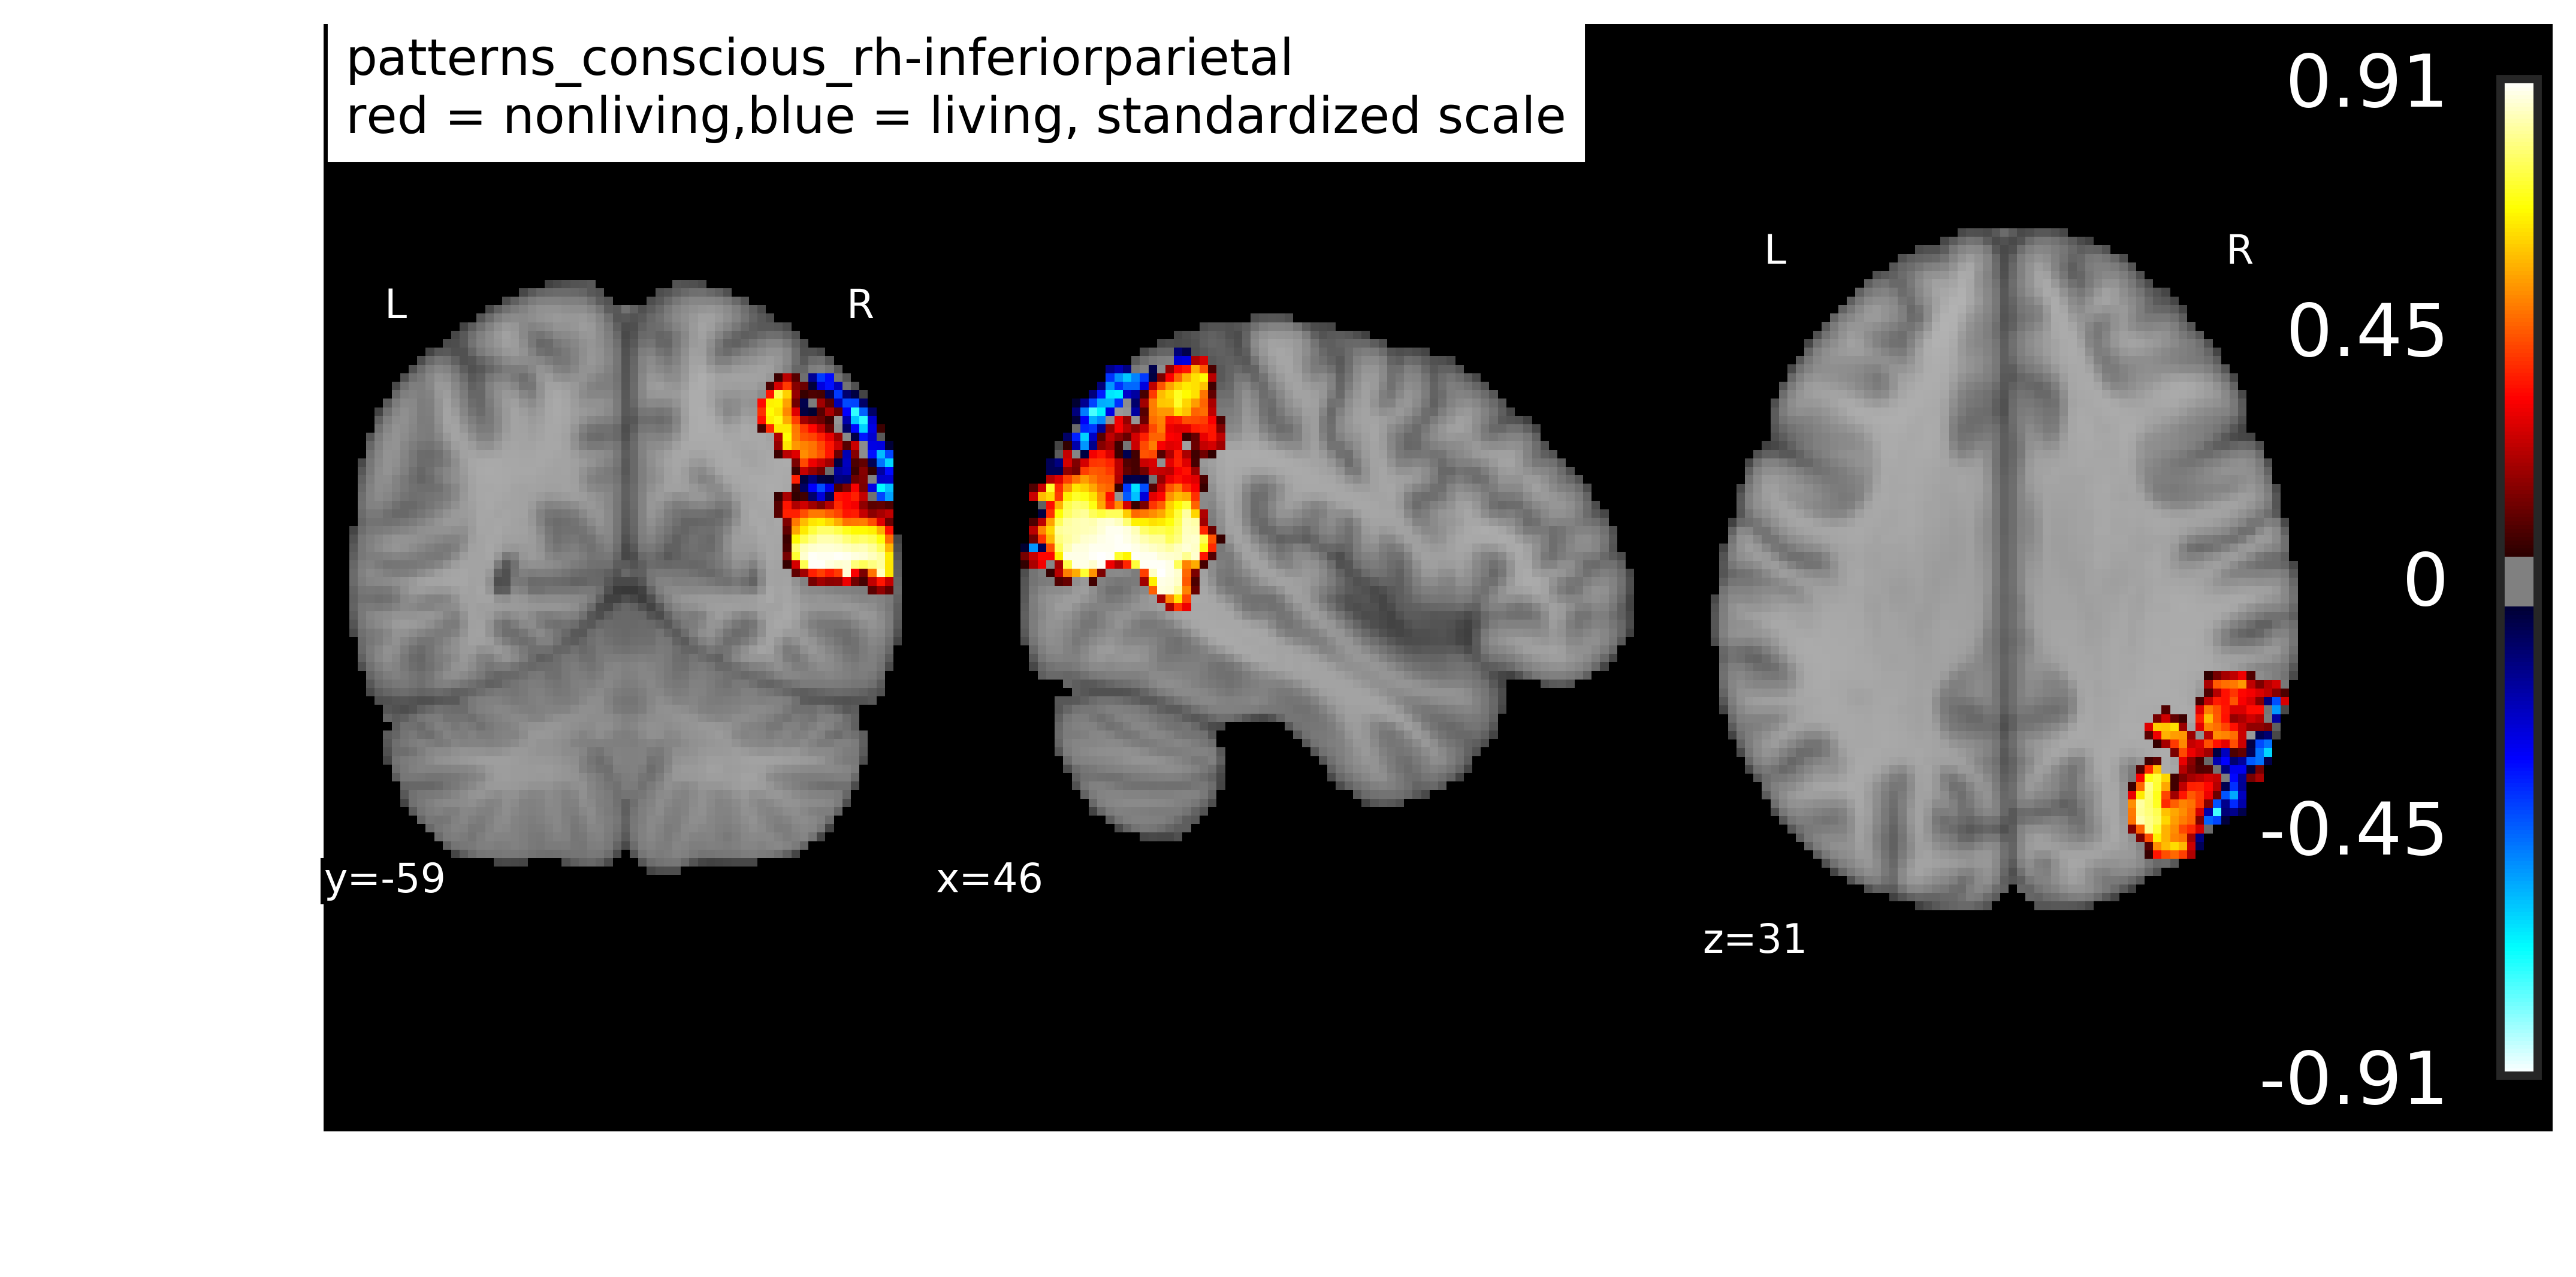 patterns_conscious_rh-inferiorparietal
red = nonliving,blue = living, standardized scale
L R
y=-59
x=46
L R
z=31
0.91
0.45
0
-0.45
-0.91